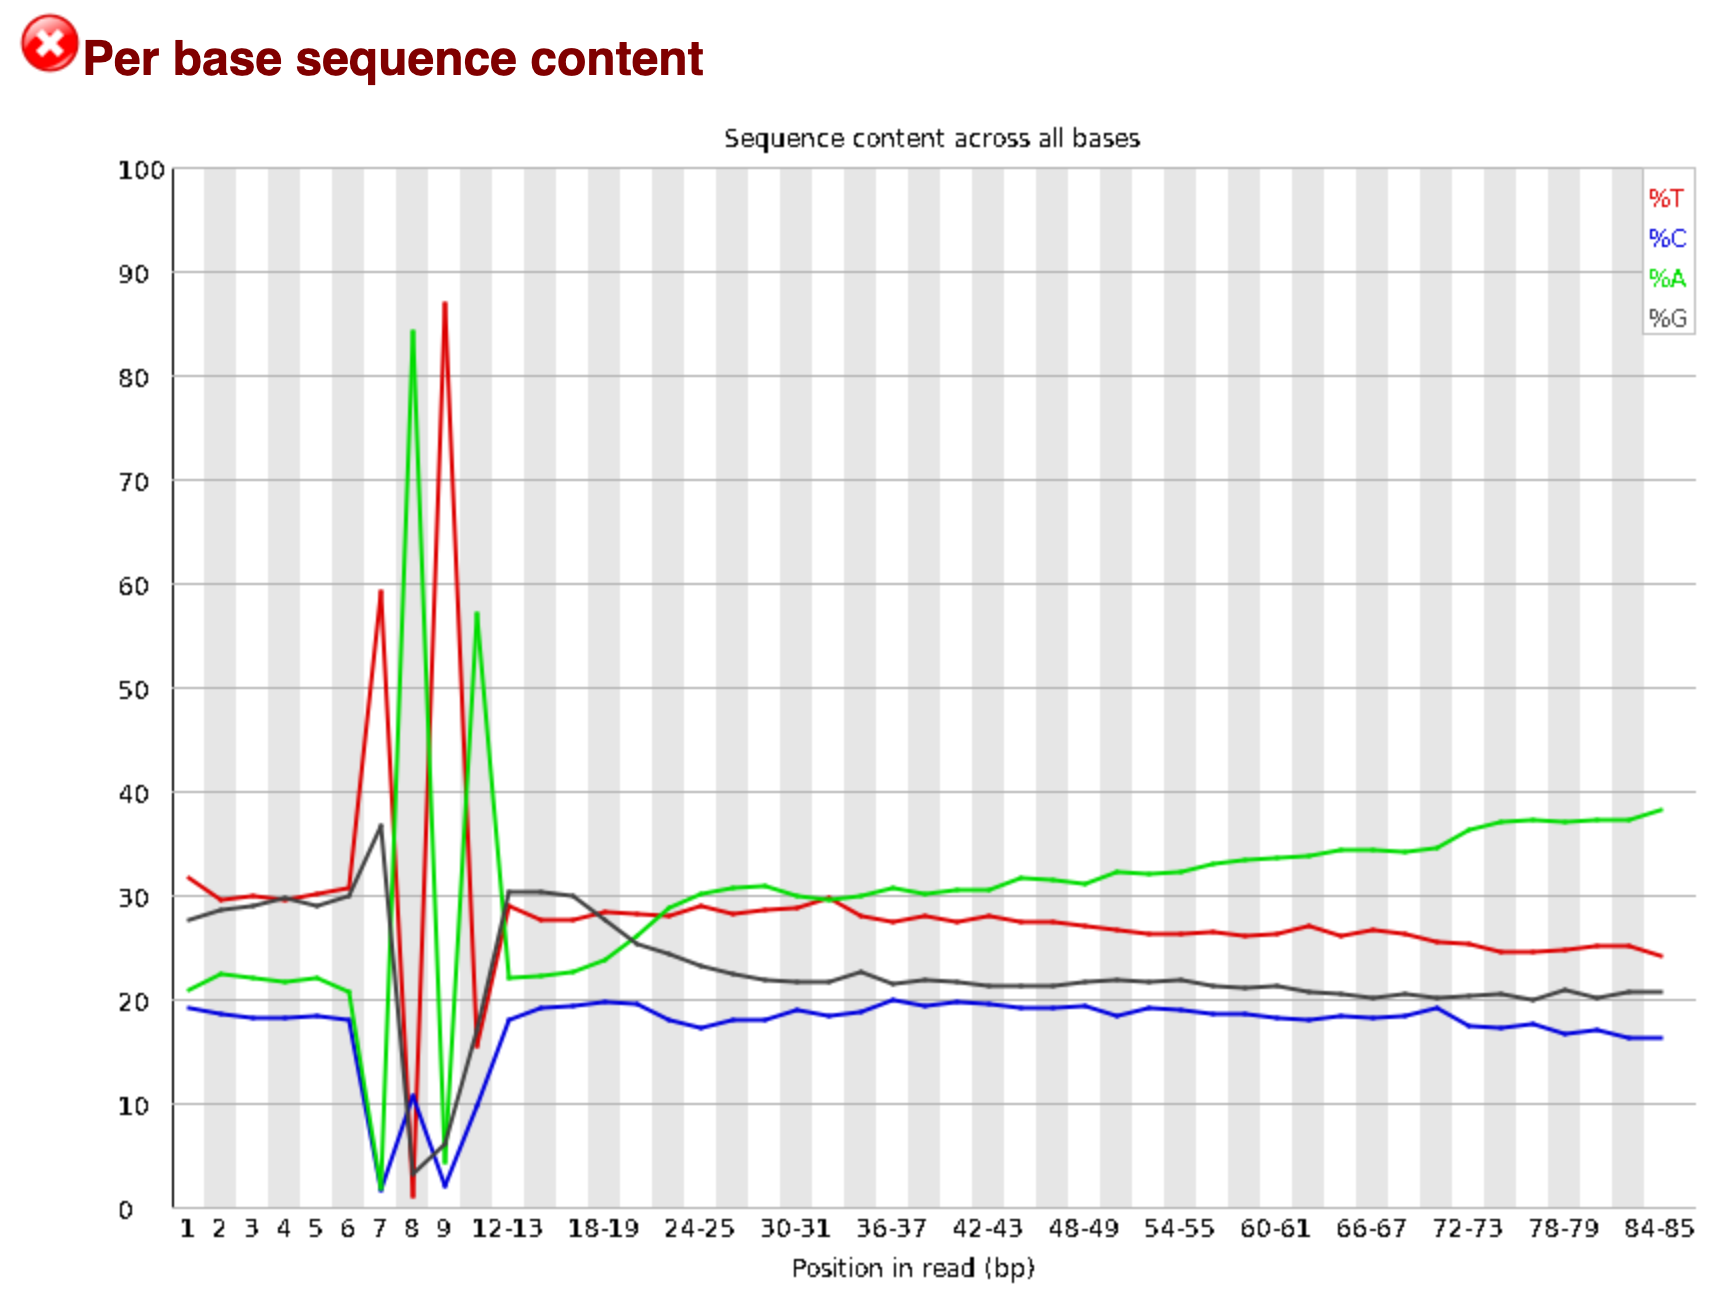 Per base sequence content
Sequence content across all bases
100
90
80
70
60
50
40
30
20
10
0
%T
%C
%A
%G
1 2 3 4 5 6 7 8 9 12-13 18-19 24-25 30-31 36-37 42-43 48-49 54-55 60-61 66-67 72-73 78-79 84-85
Position in read (bp)